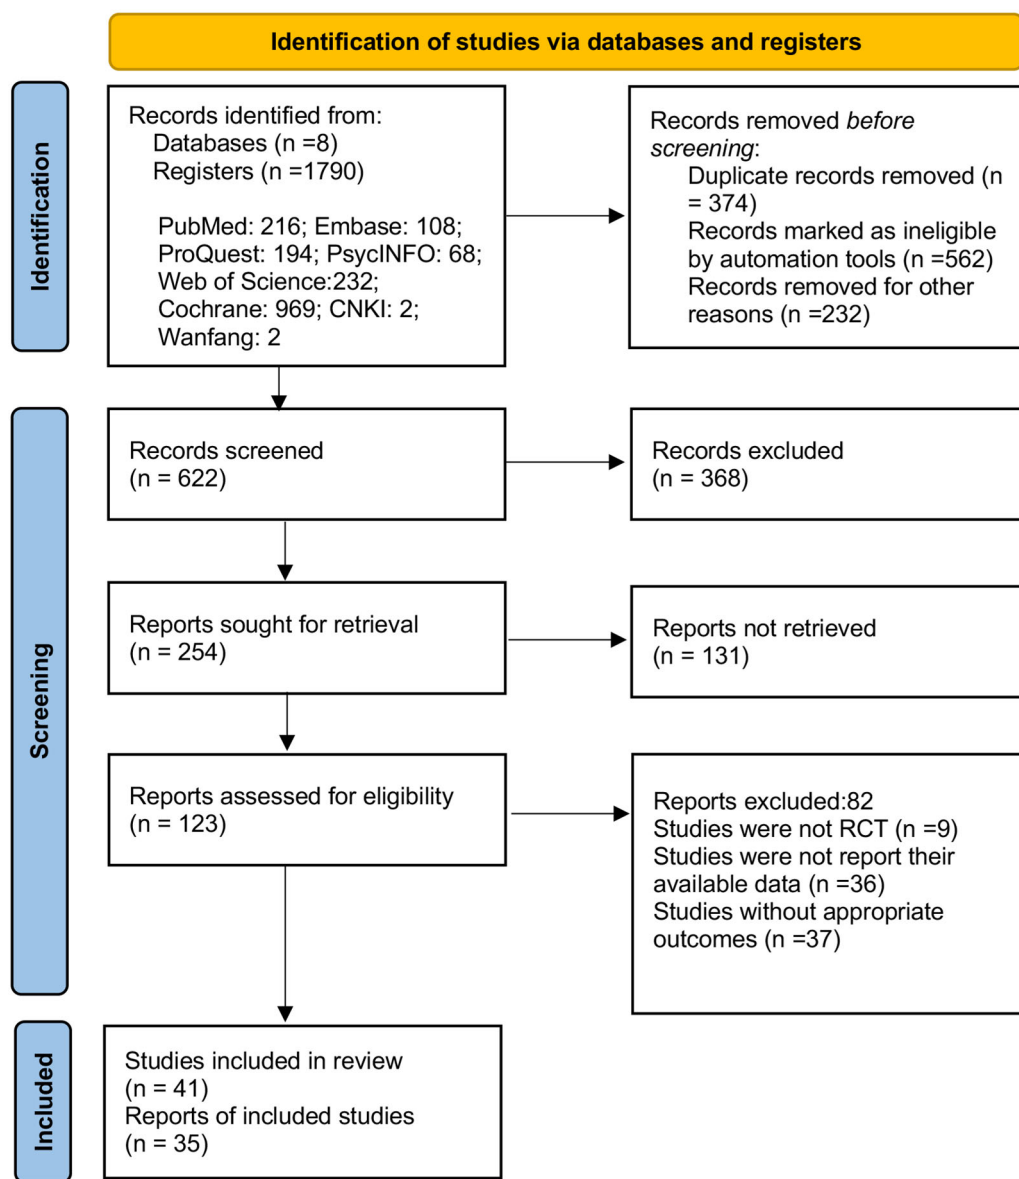 Identification of studies via databases and registers
Identification
Records identified from:
Databases (n =8)
Registers (n =1790)
PubMed: 216; Embase: 108;
ProQuest: 194; PsycINFO: 68;
Web of Science:232;
Cochrane: 969; CNKI: 2;
Wanfang: 2
Records removed before
screening:
Duplicate records removed (n
= 374)
Records marked as ineligible
by automation tools (n =562)
Records removed for other
reasons (n =232)
Screening
Records screened
(n = 622)
Records excluded
(n = 368)
Reports sought for retrieval
(n = 254)
Reports not retrieved
(n = 131)
Reports assessed for eligibility
(n = 123)
Reports excluded:82
Studies were not RCT (n =9)
Studies were not report their
available data (n =36)
Studies without appropriate
outcomes (n =37)
Included
Studies included in review
(n = 41)
Reports of included studies
(n = 35)